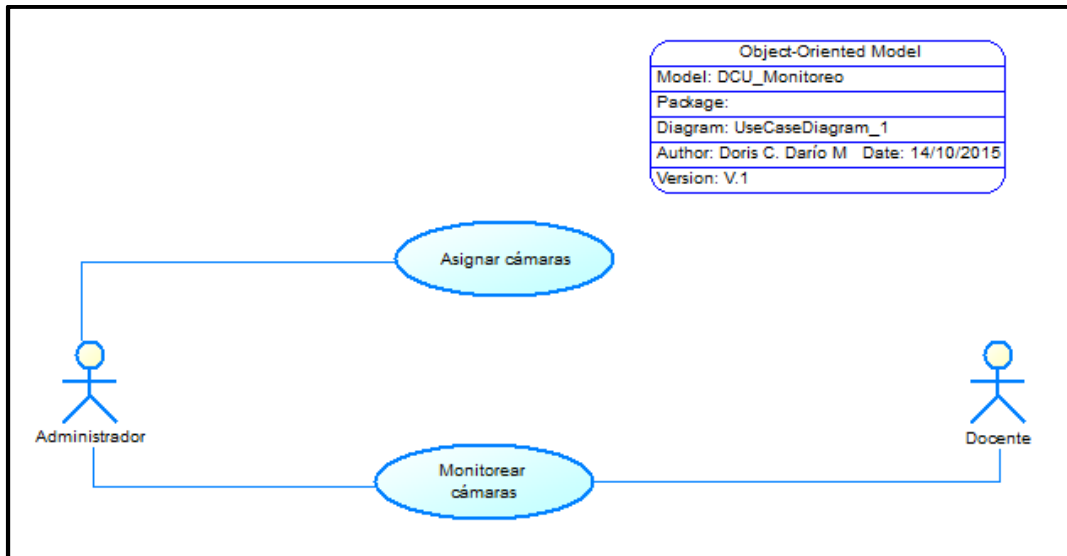 Object-Oriented Model
Model: DCU_Monitoreo
Package:
Diagram: UseCaseDiagram_1
Author: Doris C. Darío M Date: 14/10/2015
Version: V.1
Asignar cámaras
Administrador
Docente
Monitorear
cámaras